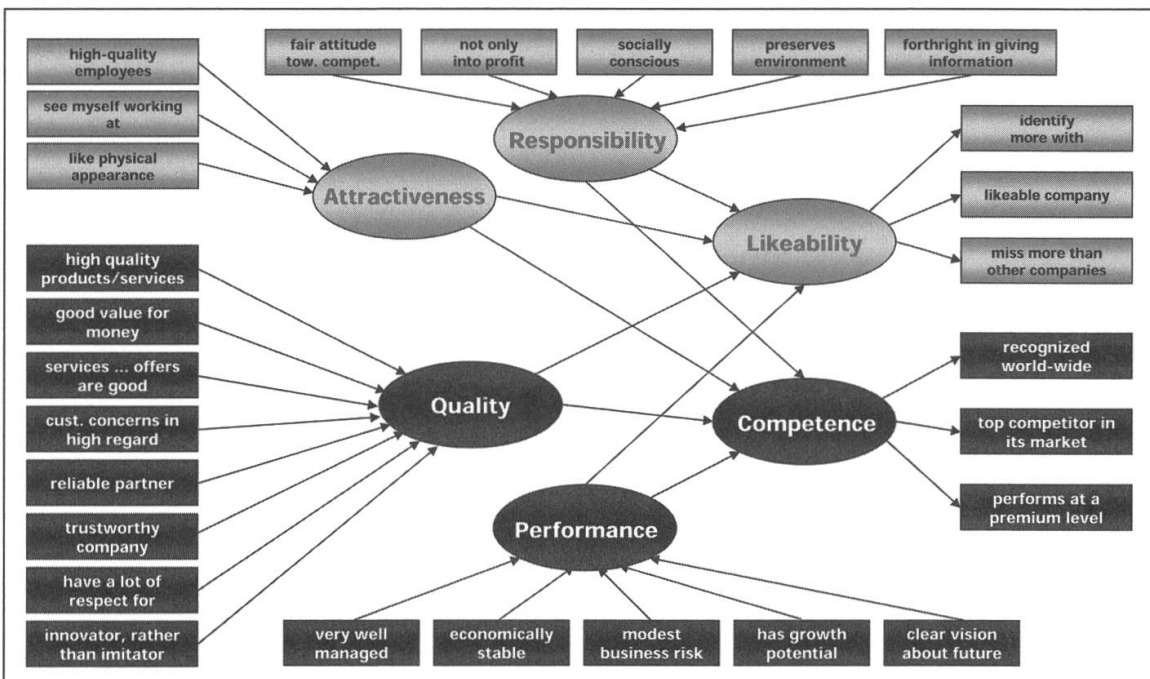 high-quality
employees
see myself working
at
like physical
appearance
fair attitude
tow. compet.
not only
into profit
socially
conscious
preserves
environment
forthright in giving
information
Responsibility
Attractiveness
Likeability
identify
more with
likeable company
miss more than
other companies
high quality
products/services
good value for
money
services ... offers
are good
cust. concerns in
high regard
reliable partner
trustworthy
company
have a lot of
respect for
innovator, rather
than imitator
Quality
Competence
Performance
recognized
world-wide
top competitor in
its market
performs at a
premium level
very well
managed
economically
stable
modest
business risk
has growth
potential
clear vision
about future